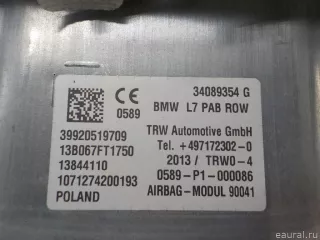 34089354 G
CE
0589
BMW L7 PAB ROW
39920519709
TRW Automotive GmbH
13B067FT1750
Tel. +497172302-0
13844110
2013 / TRW0-4
1071274200193
0589-P1-000086
POLAND
AIRBAG-MODUL 90041
eaural.ru